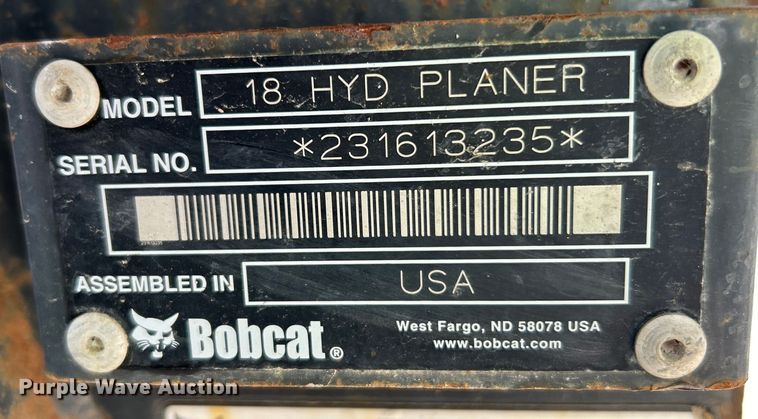 MODEL 18 HYD PLANER
SERIAL NO. *231613235*
ASSEMBLED IN USA
Bobcat®
West Fargo, ND 58078 USA
www.bobcat.com
Purple Wave Auction